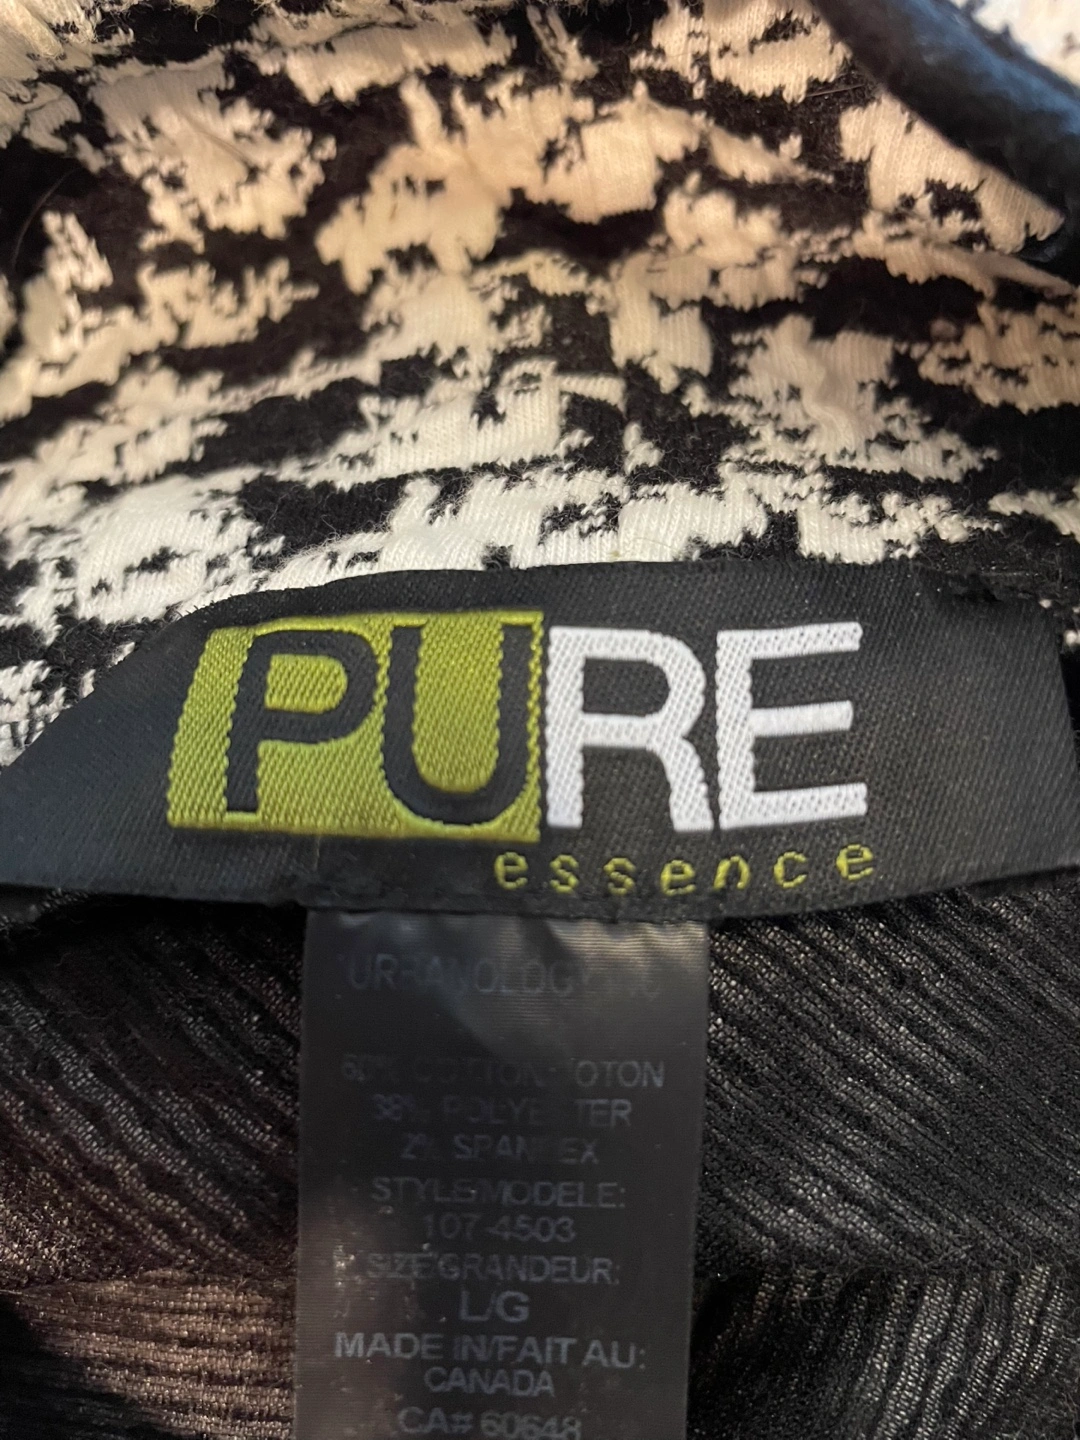 PURE
essence
60% COTTON/COTON
38% POLYESTER
2% SPANDEX
STYLE/MODELE:
107-4503
SIZE/GRANDEUR:
L/G
MADE IN/FAIT AU:
CANADA
CA# 60648